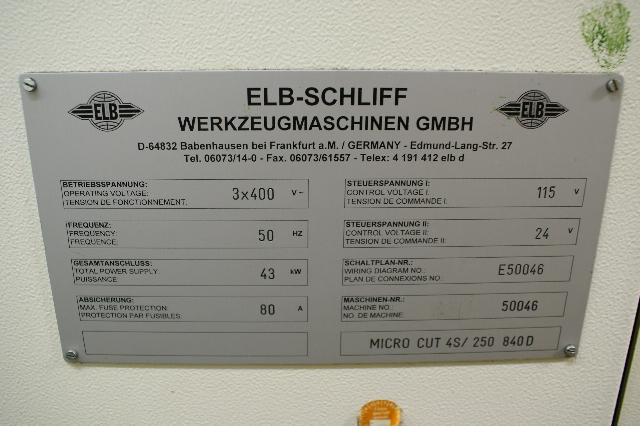 ELB
ELB-SCHLIFF
ELB
WERKZEUGMASCHINEN GMBH
D-64832 Babenhausen bei Frankfurt a.M. / GERMANY - Edmund-Lang-Str. 27
Tel. 06073/14-0 - Fax. 06073/61557 - Telex: 4 191 412 elb d
BETRIEBSSPANNUNG:
OPERATING VOLTAGE: 3x400 V~
TENSION DE FONCTIONNEMENT:
FREQUENZ:
FREQUENCY: 50 HZ
FREQUENCE:
GESAMTANSCHLUSS:
TOTAL POWER SUPPLY: 43 kW
PUISSANCE:
ABSICHERUNG:
MAX. FUSE PROTECTION: 80 A
PROTECTION PAR FUSIBLES:
STEUERSPANNUNG I:
CONTROL VOLTAGE I: 115 V
TENSION DE COMMANDE I:
STEUERSPANNUNG II:
CONTROL VOLTAGE II: 24 V
TENSION DE COMMANDE II:
SCHALTPLAN-NR.:
WIRING DIAGRAM NO.: E50046
PLAN DE CONNEXIONS NO.:
MASCHINEN-NR.:
MACHINE NO.: 50046
NO. DE MACHINE:
MICRO CUT 4S/ 250 840 D